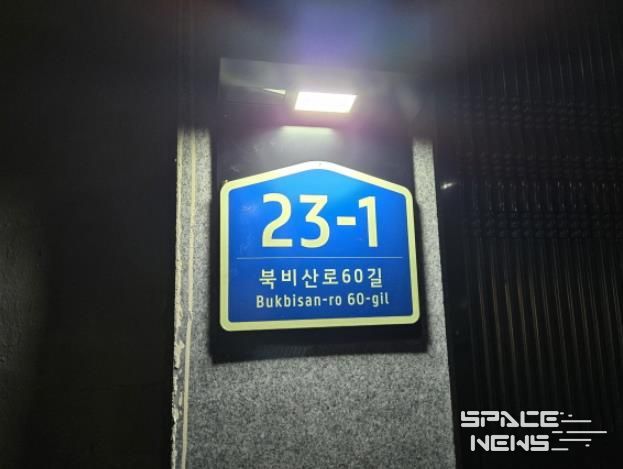 23-1
북비산로60길
Bukbisan-ro 60-gil
SPACE
NEWS